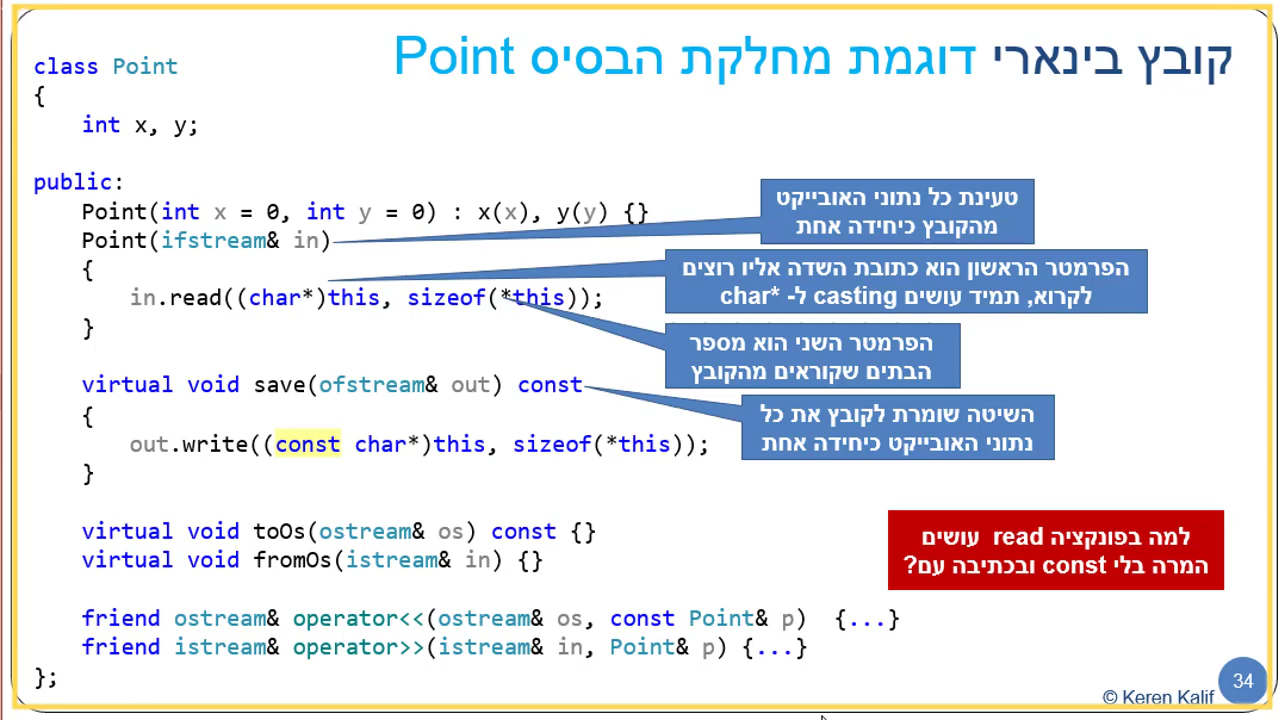 קובץ בינארי דוגמת מחלקת הבסיס Point
class Point
{
int x, y;
public:
Point(int x = 0, int y = 0) : x(x), y(y) {}
Point(ifstream& in)
{
in.read((char*)this, sizeof(*this));
}
virtual void save(ofstream& out) const
{
out.write((const char*)this, sizeof(*this));
}
virtual void toOs(ostream& os) const {}
virtual void fromOs(istream& in) {}
friend ostream& operator<<(ostream& os, const Point& p) {...}
friend istream& operator>>(istream& in, Point& p) {...}
};
טעינת כל נתוני האובייקט
מהקובץ כיחידה אחת
הפרמטר הראשון הוא כתובת השדה אליו רוצים
לקרוא, תמיד עושים casting ל- char*
הפרמטר השני הוא מספר
הבתים שקוראים מהקובץ
השיטה שומרת לקובץ את כל
נתוני האובייקט כיחידה אחת
למה בפונקציה read עושים
המרה בלי const ובכתיבה עם?
34
© Keren Kalif